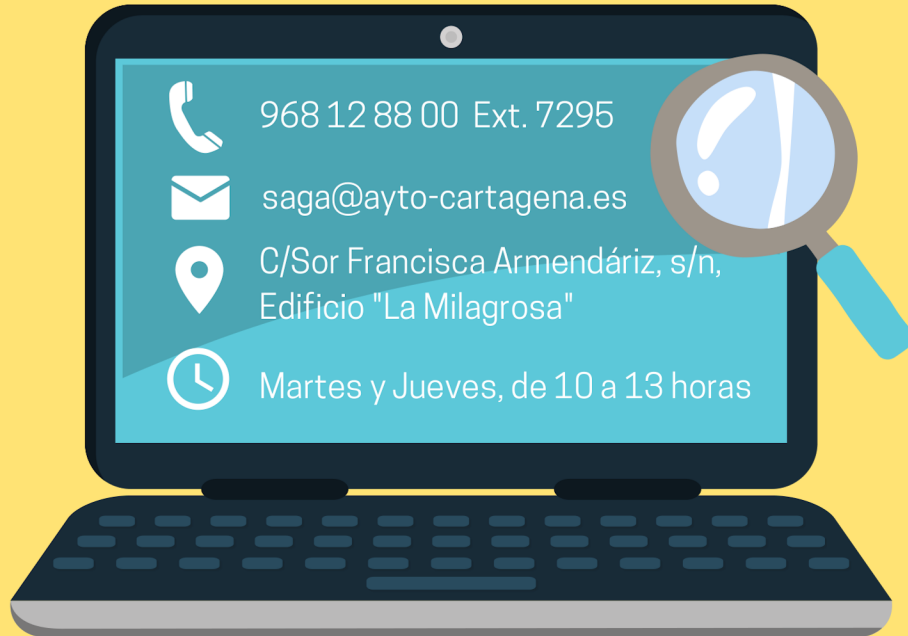 968 12 88 00 Ext. 7295
saga@ayto-cartagena.es
C/Sor Francisca Armendáriz, s/n,
Edificio "La Milagrosa"
Martes y Jueves, de 10 a 13 horas